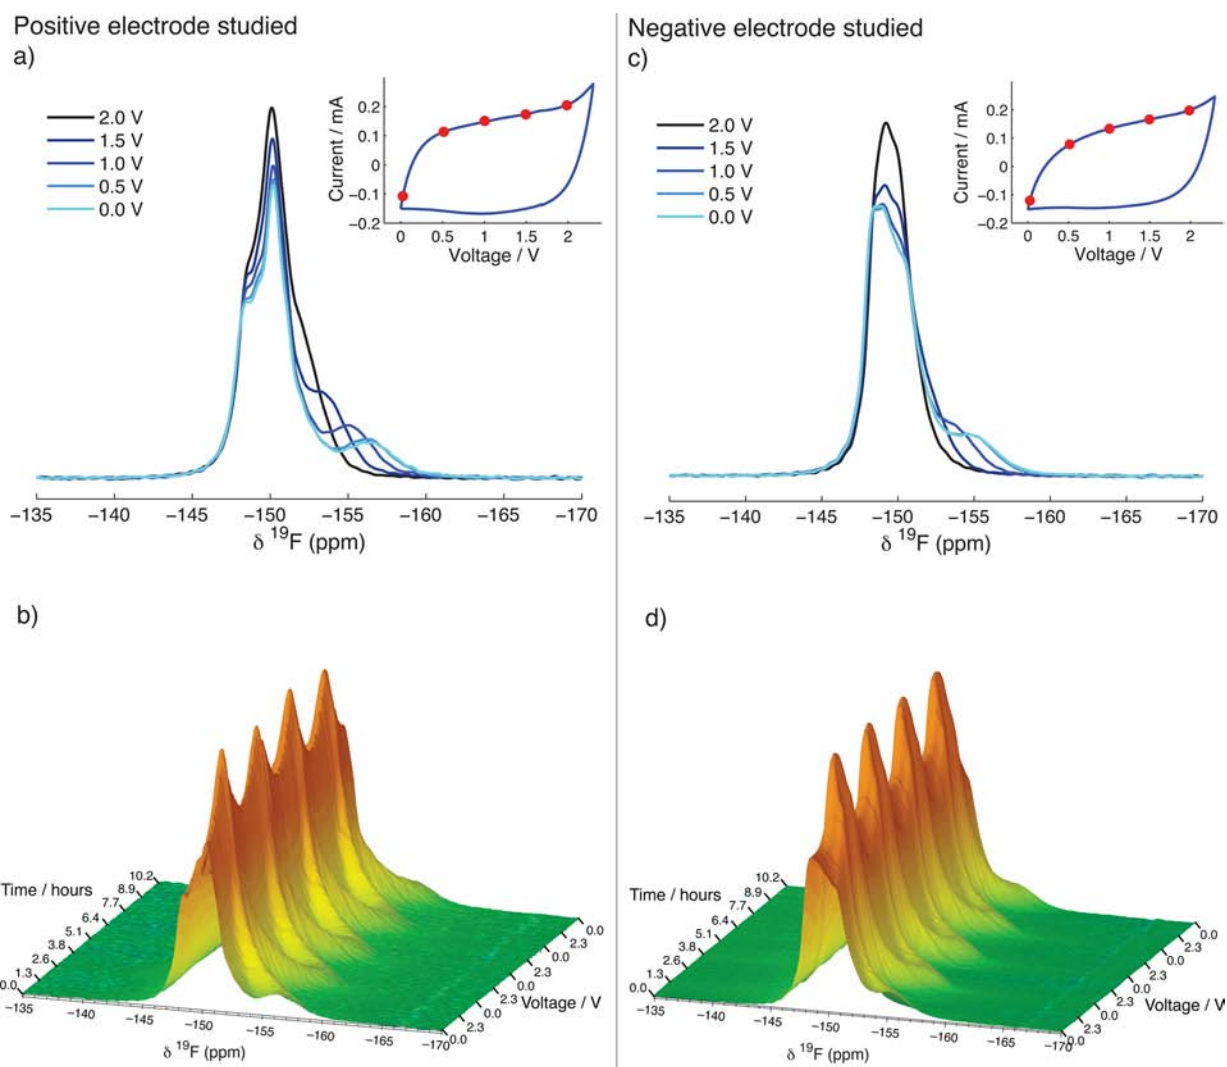 Positive electrode studied
a)
2.0 V
1.5 V
1.0 V
0.5 V
0.0 V
Current / mA
0.2
0.1
0
−0.1
−0.2
0 0.5 1 1.5 2
Voltage / V
−135 −140 −145 −150 −155 −160 −165 −170
δ ¹⁹F (ppm)
Negative electrode studied
c)
2.0 V
1.5 V
1.0 V
0.5 V
0.0 V
Current / mA
0.2
0.1
0
−0.1
−0.2
0 0.5 1 1.5 2
Voltage / V
−135 −140 −145 −150 −155 −160 −165 −170
δ ¹⁹F (ppm)
b)
Time / hours
10.2
8.9
7.7
6.4
5.1
3.8
2.6
1.3
0.0
−135 −140 −145 −150 −155 −160 −165 −170
δ ¹⁹F (ppm)
0.0
2.3
0.0
2.3
0.0
2.3
0.0
2.3
0.0
Voltage / V
d)
Time / hours
10.2
8.9
7.7
6.4
5.1
3.8
2.6
1.3
0.0
−135 −140 −145 −150 −155 −160 −165 −170
δ ¹⁹F (ppm)
0.0
2.3
0.0
2.3
0.0
2.3
0.0
2.3
0.0
Voltage / V